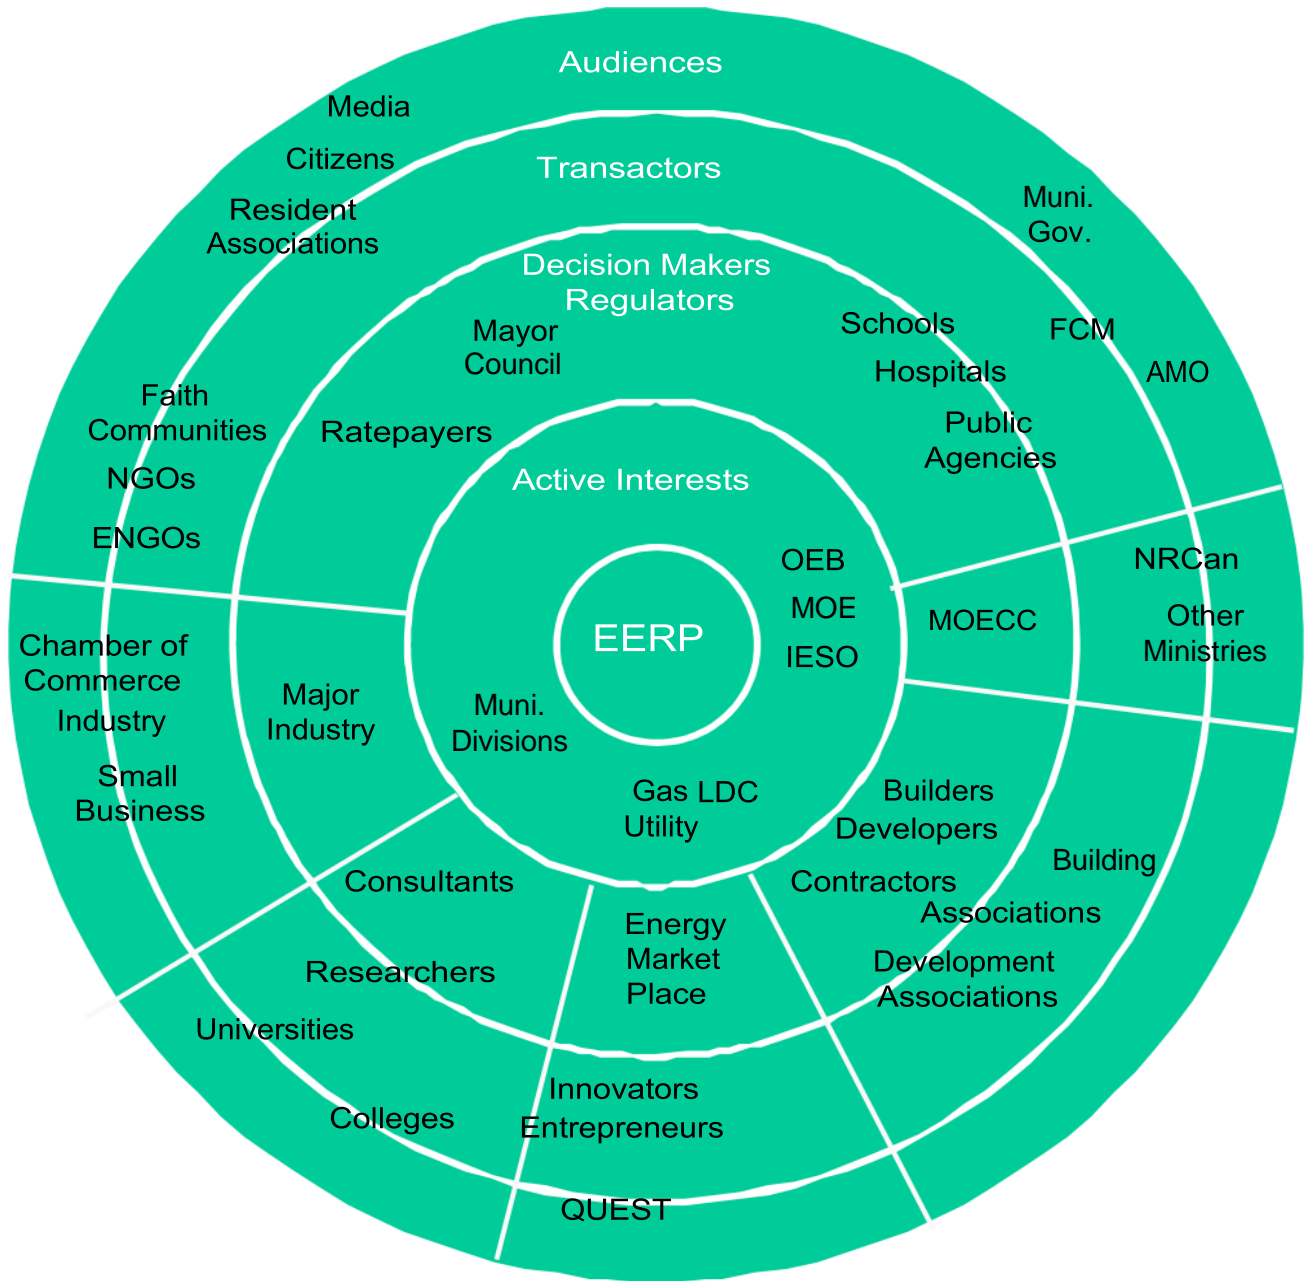 Audiences
Media
Citizens
Transactors
Resident
Associations
Muni.
Gov.
Decision Makers
Regulators
Mayor
Council
Schools
FCM
Hospitals
AMO
Faith
Communities
Ratepayers
Public
Agencies
NGOs
Active Interests
ENGOs
OEB
NRCan
MOE
MOECC
Other
Ministries
EERP
IESO
Chamber of
Commerce
Industry
Major
Industry
Muni.
Divisions
Small
Business
Gas LDC
Utility
Builders
Developers
Building
Consultants
Contractors
Associations
Energy
Market
Place
Researchers
Development
Associations
Universities
Innovators
Colleges
Entrepreneurs
QUEST